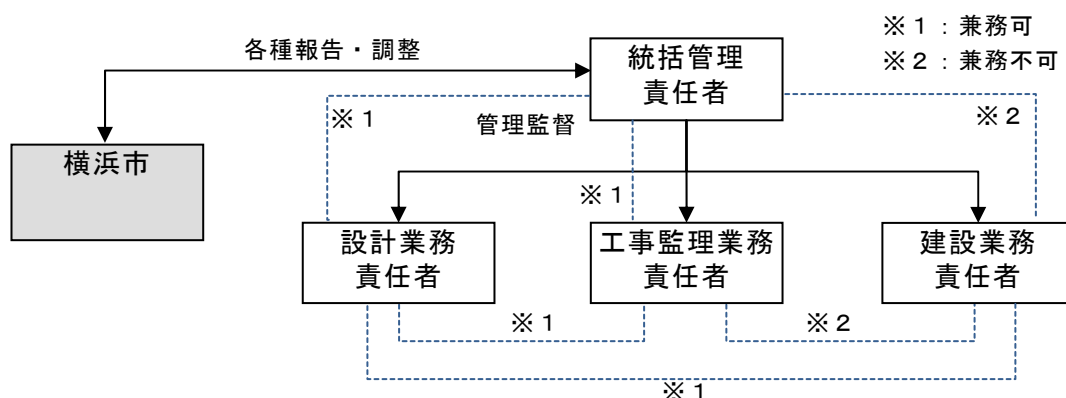 ※１：兼務可
※２：兼務不可
各種報告・調整
統括管理
責任者
※１
管理監督
※２
横浜市
※１
設計業務
責任者
工事監理業務
責任者
建設業務
責任者
※１
※２
※１